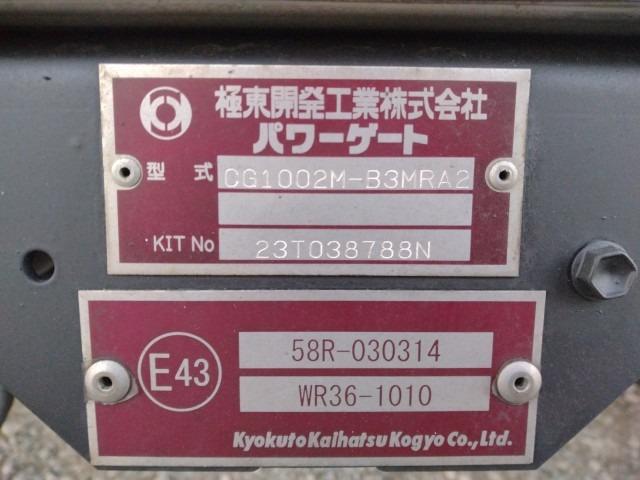 極東開発工業株式会社
パワーゲート
型式 CG1002M-B3MRA2
KIT No 23T038788N
E43 58R-030314
WR36-1010
Kyokuto Kaihatsu Kogyo Co., Ltd.